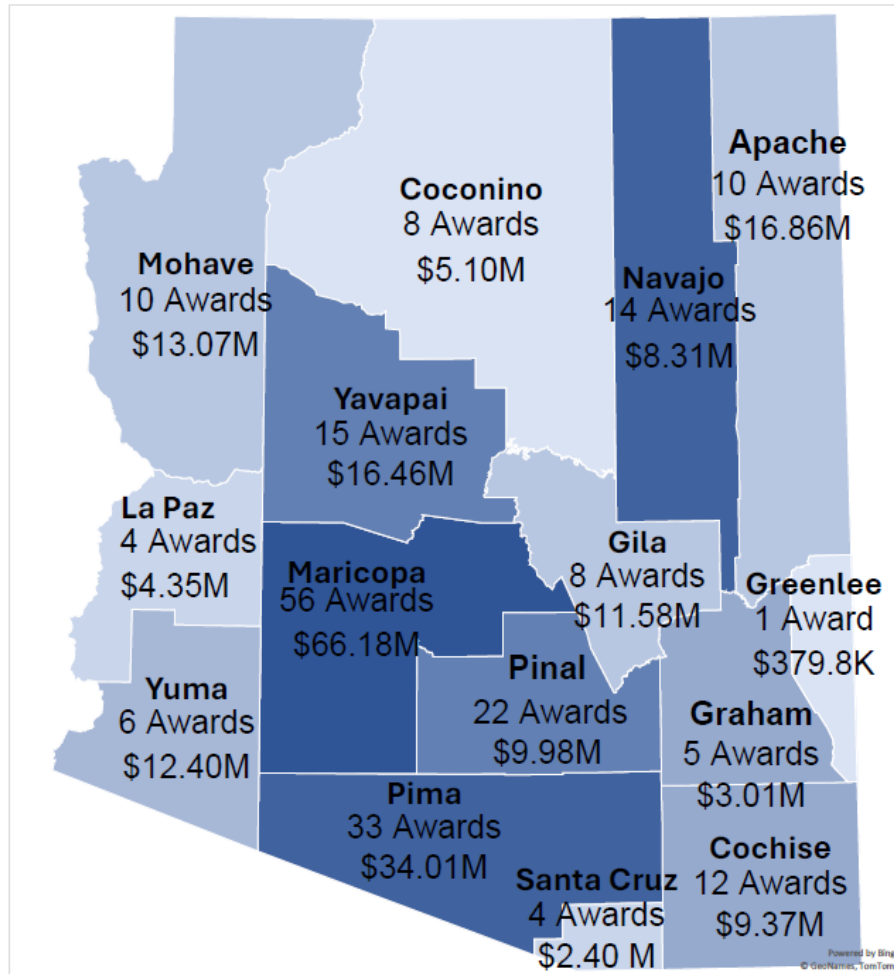 Apache
10 Awards
$16.86M
Coconino
8 Awards
$5.10M
Mohave
10 Awards
$13.07M
Navajo
14 Awards
$8.31M
Yavapai
15 Awards
$16.46M
La Paz
4 Awards
$4.35M
Maricopa
56 Awards
$66.18M
Gila
8 Awards
$11.58M
Greenlee
1 Award
$379.8K
Yuma
6 Awards
$12.40M
Pinal
22 Awards
$9.98M
Graham
5 Awards
$3.01M
Pima
33 Awards
$34.01M
Santa Cruz
4 Awards
$2.40 M
Cochise
12 Awards
$9.37M
Powered by Bing
© GeoNames, TomTom